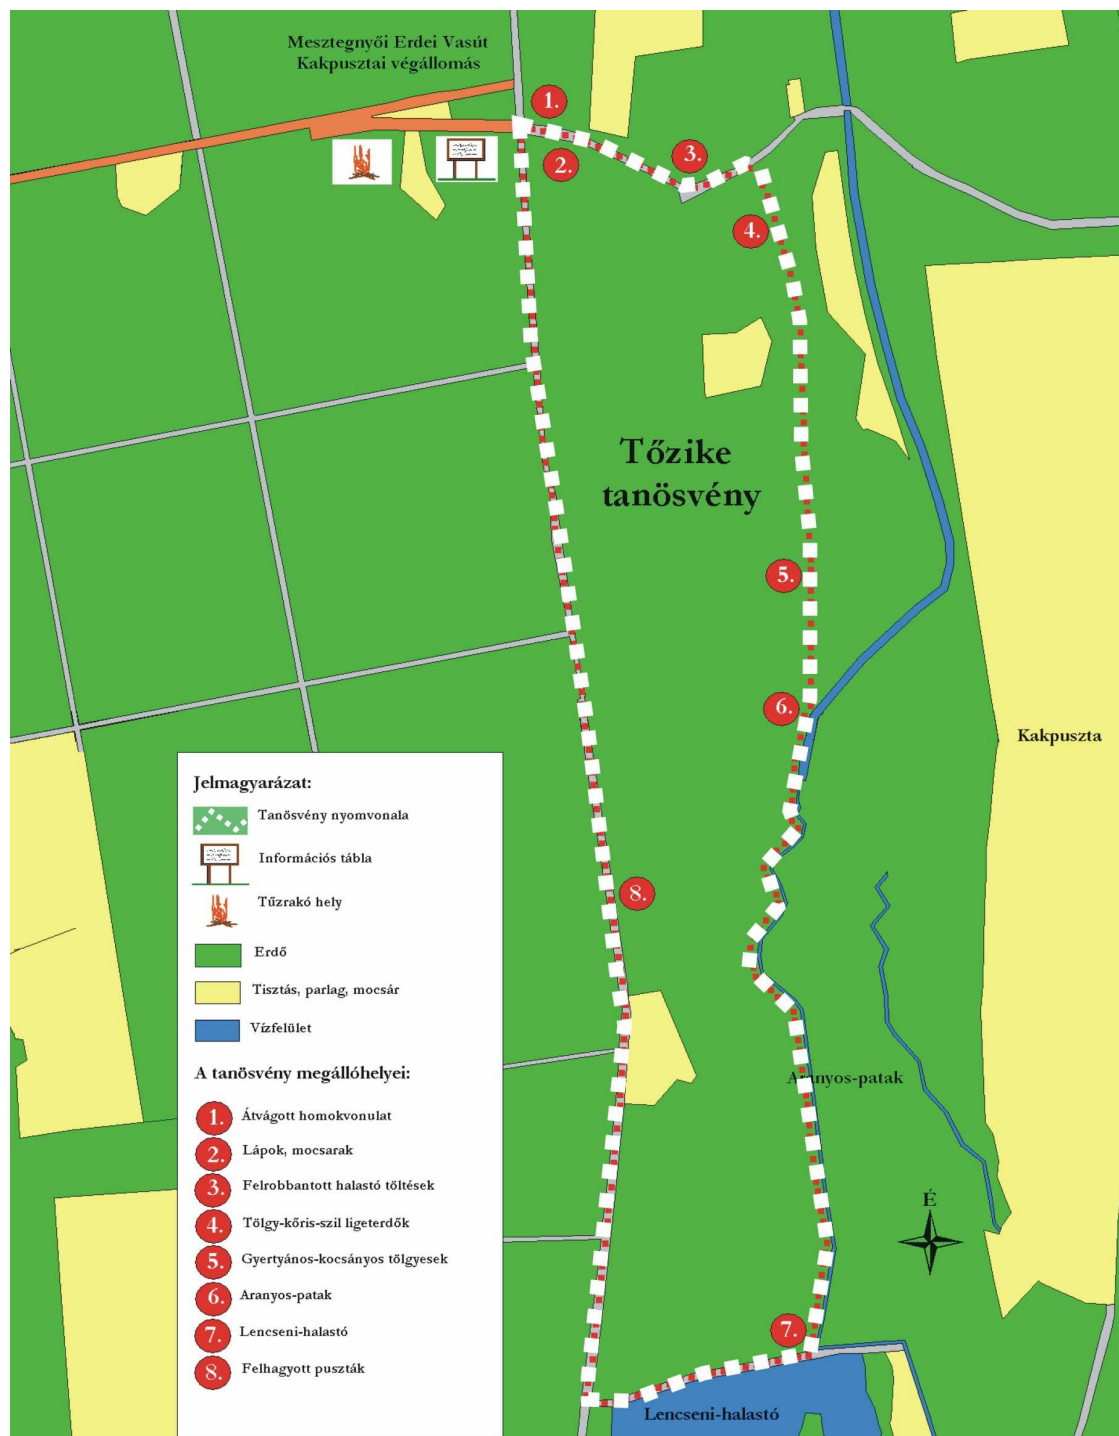 Mesztegnyői Erdei Vasút
Kakpusztai végállomás
1.
2.
3.
4.
Tőzike
tanösvény
5.
6.
Kakpuszta
8.
Aranyos-patak
É
7.
Lencseni-halastó
Jelmagyarázat:
Tanösvény nyomvonala
Információs tábla
Tűzrakó hely
Erdő
Tisztás, parlag, mocsár
Vízfelület
A tanösvény megállóhelyei:
1. Átvágott homokvonulat
2. Lápok, mocsarak
3. Felrobbantott halastó töltések
4. Tölgy-kőris-szil ligeterdők
5. Gyertyános-kocsányos tölgyesek
6. Aranyos-patak
7. Lencseni-halastó
8. Felhagyott puszták